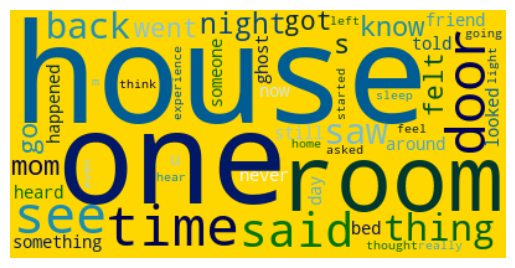 back went night got left know friend going
house
s told
ghost
someone
experience
happened
think
now
started
sleep
door
looked
light
felt
go
one
saw
still
around
feel
asked
home
room
mom
heard
hear
never
day
see
time
said
bed
thing
something
thought really